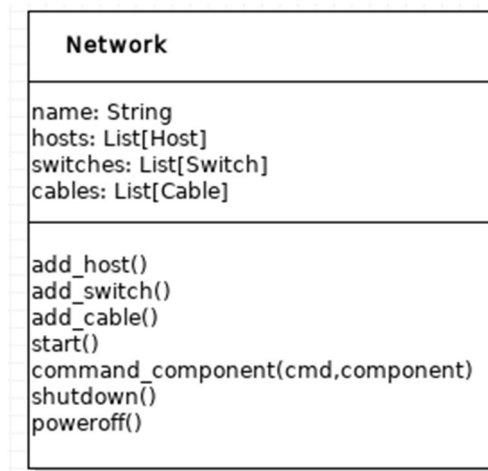 Network
name: String
hosts: List[Host]
switches: List[Switch]
cables: List[Cable]
add_host()
add_switch()
add_cable()
start()
command_component(cmd,component)
shutdown()
poweroff()